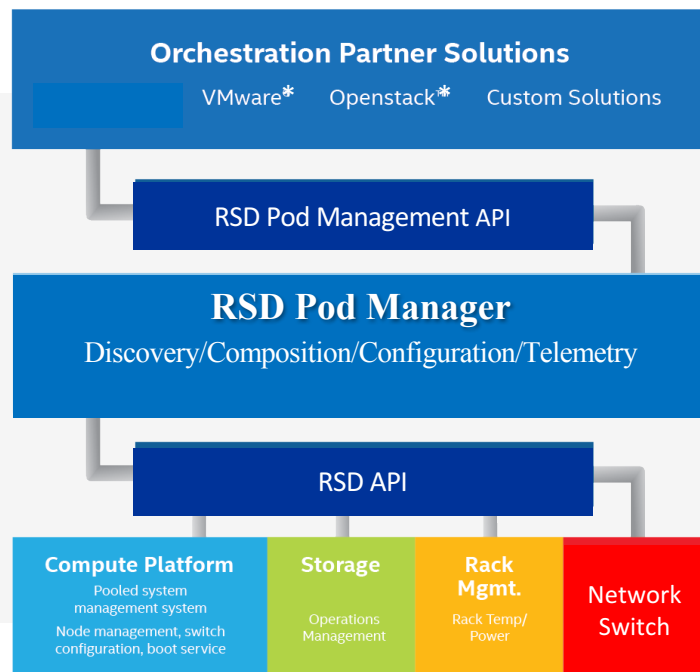 Orchestration Partner Solutions
VMware* Openstack* Custom Solutions
RSD Pod Management API
RSD Pod Manager
Discovery/Composition/Configuration/Telemetry
RSD API
Compute Platform
Pooled system
management system
Node management, switch
configuration, boot service
Storage
Operations
Management
Rack
Mgmt.
Rack Temp/
Power
Network
Switch